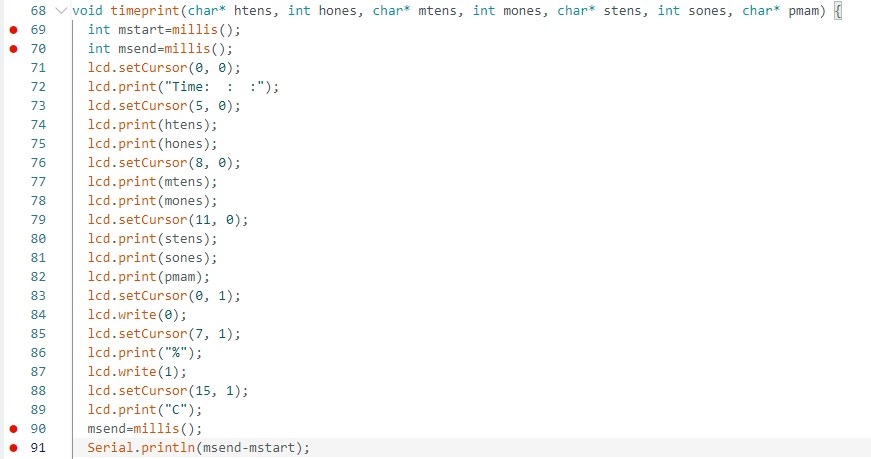 68 void timeprint(char* htens, int hones, char* mtens, int mones, char* stens, int sones, char* pmam) {
69 int mstart=millis();
70 int msend=millis();
71 lcd.setCursor(0, 0);
72 lcd.print("Time:  :  :");
73 lcd.setCursor(5, 0);
74 lcd.print(htens);
75 lcd.print(hones);
76 lcd.setCursor(8, 0);
77 lcd.print(mtens);
78 lcd.print(mones);
79 lcd.setCursor(11, 0);
80 lcd.print(stens);
81 lcd.print(sones);
82 lcd.print(pmam);
83 lcd.setCursor(0, 1);
84 lcd.write(0);
85 lcd.setCursor(7, 1);
86 lcd.print("%");
87 lcd.write(1);
88 lcd.setCursor(15, 1);
89 lcd.print("C");
90 msend=millis();
91 Serial.println(msend-mstart);